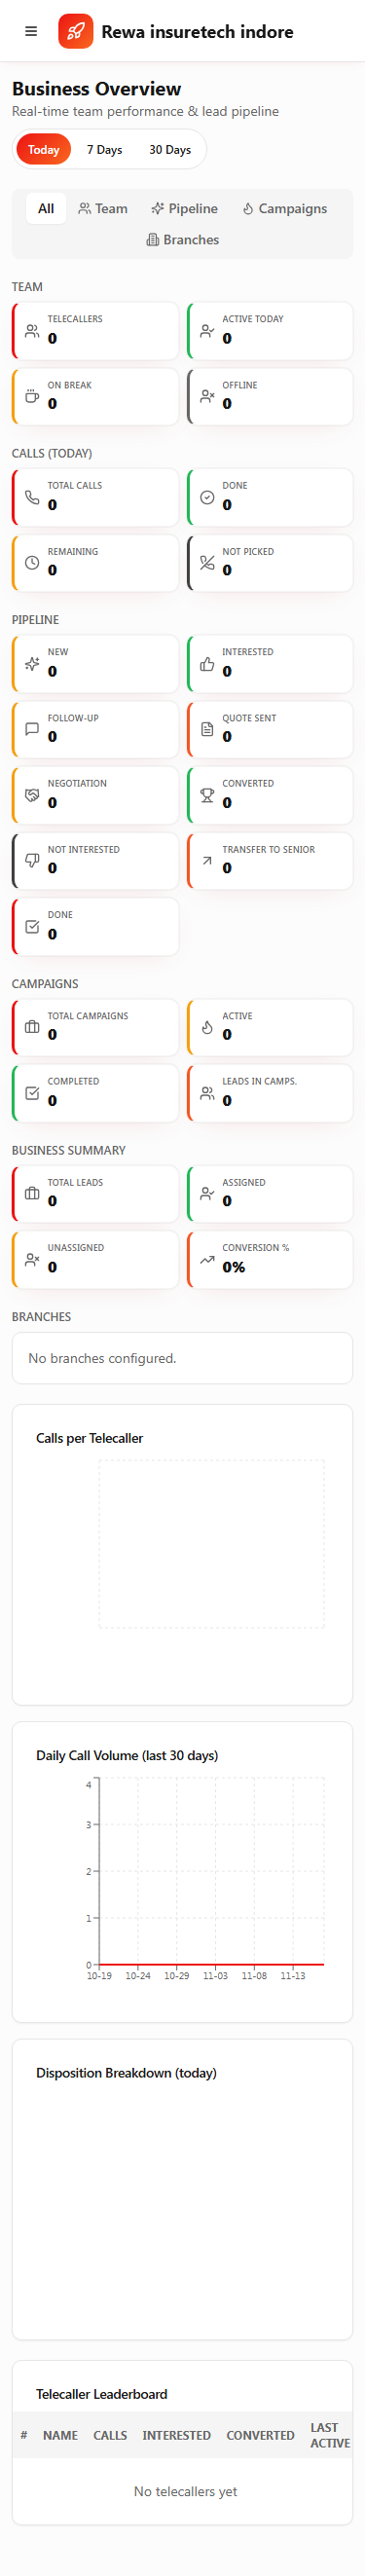 Rewa insuretech indore
Business Overview
Real-time team performance & lead pipeline
Today 7 Days 30 Days
All Team Pipeline Campaigns
Branches
TEAM
TELECALLERS
0
ACTIVE TODAY
0
ON BREAK
0
OFFLINE
0
CALLS (TODAY)
TOTAL CALLS
0
DONE
0
REMAINING
0
NOT PICKED
0
PIPELINE
NEW
0
INTERESTED
0
FOLLOW-UP
0
QUOTE SENT
0
NEGOTIATION
0
CONVERTED
0
NOT INTERESTED
0
TRANSFER TO SENIOR
0
DONE
0
CAMPAIGNS
TOTAL CAMPAIGNS
0
ACTIVE
0
COMPLETED
0
LEADS IN CAMPS.
0
BUSINESS SUMMARY
TOTAL LEADS
0
ASSIGNED
0
UNASSIGNED
0
CONVERSION %
0%
BRANCHES
No branches configured.
Calls per Telecaller
Daily Call Volume (last 30 days)
4
3
2
1
0
10-19 10-24 10-29 11-03 11-08 11-13
Disposition Breakdown (today)
Telecaller Leaderboard
# NAME CALLS INTERESTED CONVERTED LAST ACTIVE
No telecallers yet